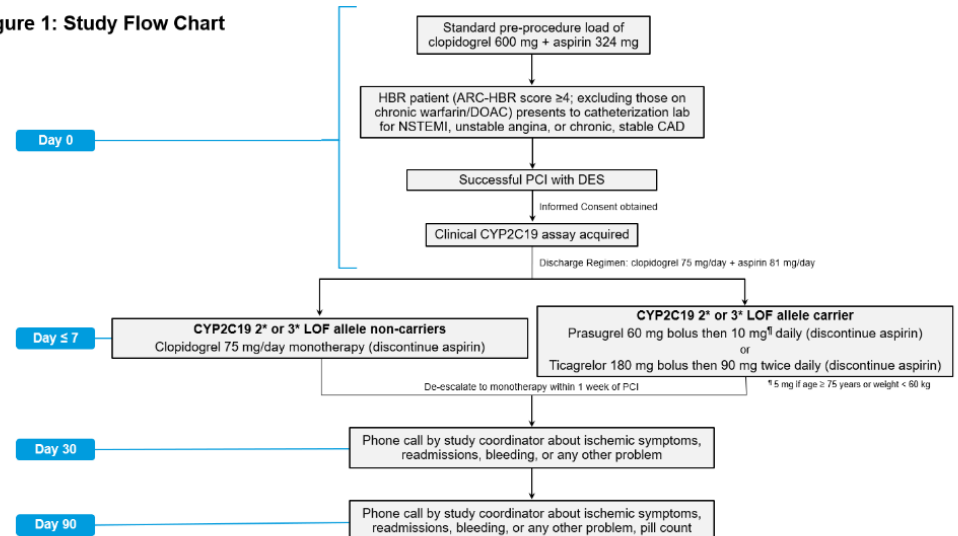 gure 1: Study Flow Chart
Standard pre-procedure load of
clopidogrel 600 mg + aspirin 324 mg
HBR patient (ARC-HBR score ≥4; excluding those on
chronic warfarin/DOAC) presents to catheterization lab
for NSTEMI, unstable angina, or chronic, stable CAD
Day 0
Successful PCI with DES
Informed Consent obtained
Clinical CYP2C19 assay acquired
Discharge Regimen: clopidogrel 75 mg/day + aspirin 81 mg/day
Day ≤ 7
CYP2C19 2* or 3* LOF allele non-carriers
Clopidogrel 75 mg/day monotherapy (discontinue aspirin)
CYP2C19 2* or 3* LOF allele carrier
Prasugrel 60 mg bolus then 10 mg¶ daily (discontinue aspirin)
or
Ticagrelor 180 mg bolus then 90 mg twice daily (discontinue aspirin)
De-escalate to monotherapy within 1 week of PCI
¶ 5 mg if age ≥ 75 years or weight < 60 kg
Day 30
Phone call by study coordinator about ischemic symptoms,
readmissions, bleeding, or any other problem
Day 90
Phone call by study coordinator about ischemic symptoms,
readmissions, bleeding, or any other problem, pill count